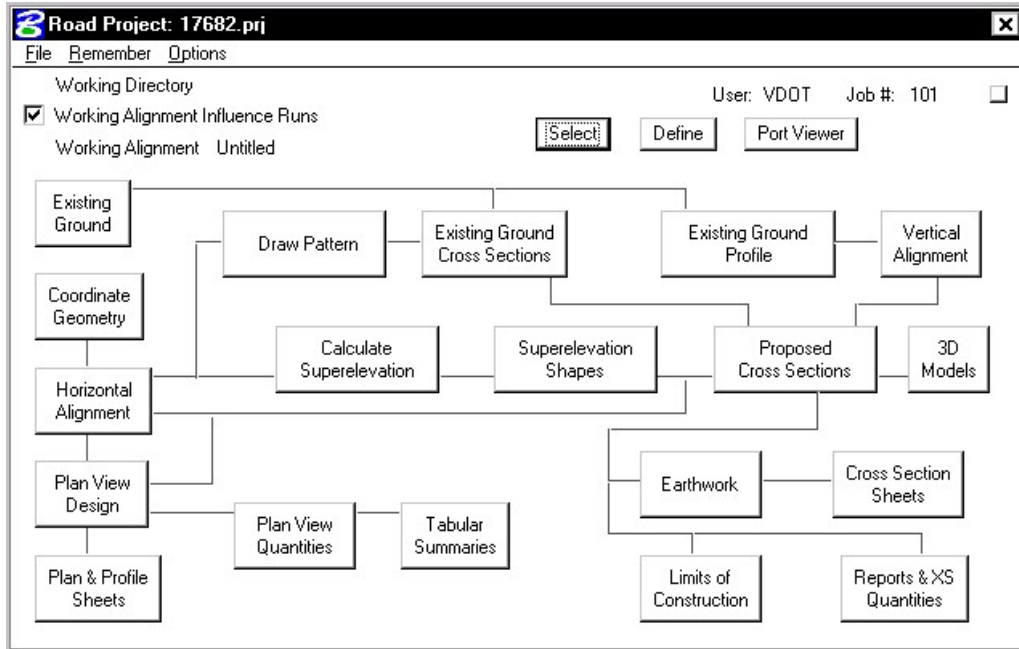 Road Project: 17682.prj
File Remember Options
Working Directory
User: VDOT Job #: 101
Working Alignment Influence Runs
Select Define Port Viewer
Working Alignment Untitled
Existing
Ground
Draw Pattern
Existing Ground
Cross Sections
Existing Ground
Profile
Vertical
Alignment
Coordinate
Geometry
Calculate
Superelevation
Superelevation
Shapes
Proposed
Cross Sections
3D
Models
Horizontal
Alignment
Plan View
Design
Earthwork
Cross Section
Sheets
Plan View
Quantities
Tabular
Summaries
Plan & Profile
Sheets
Limits of
Construction
Reports & XS
Quantities